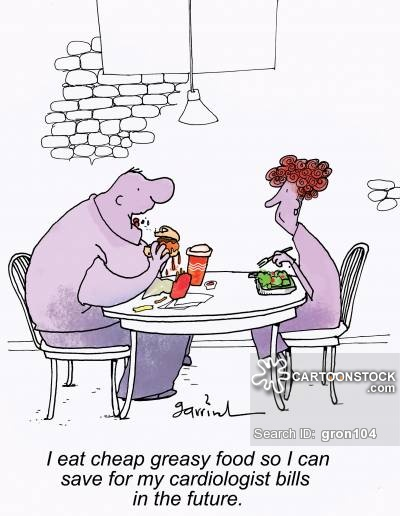 garrinch
CARTOONSTOCK
.com
Search ID: gron104
I eat cheap greasy food so I can
save for my cardiologist bills
in the future.